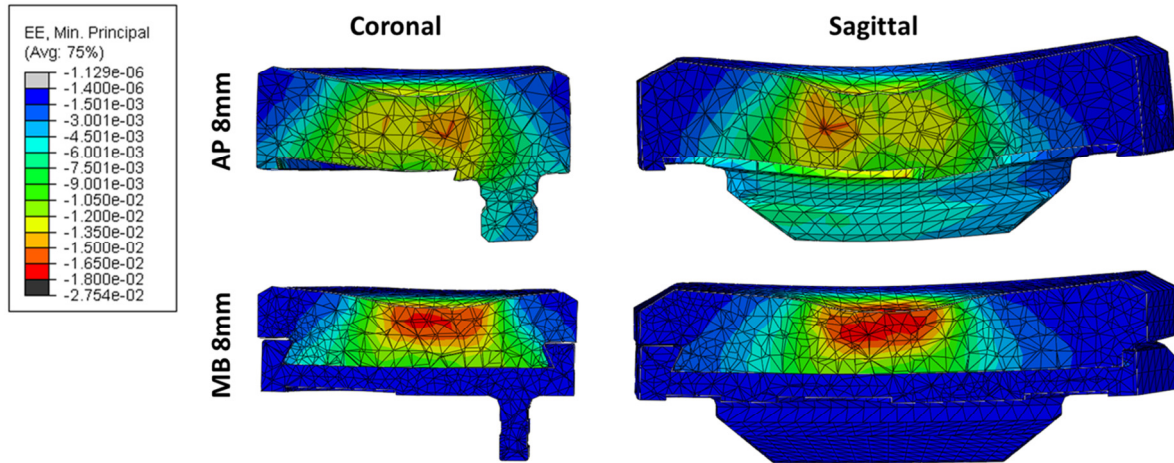 EE, Min. Principal
(Avg: 75%)
-1.129e-06
-1.400e-06
-1.501e-03
-3.001e-03
-4.501e-03
-6.001e-03
-7.501e-03
-9.001e-03
-1.050e-02
-1.200e-02
-1.350e-02
-1.500e-02
-1.650e-02
-1.800e-02
-2.754e-02
Coronal
Sagittal
AP 8mm
MB 8mm